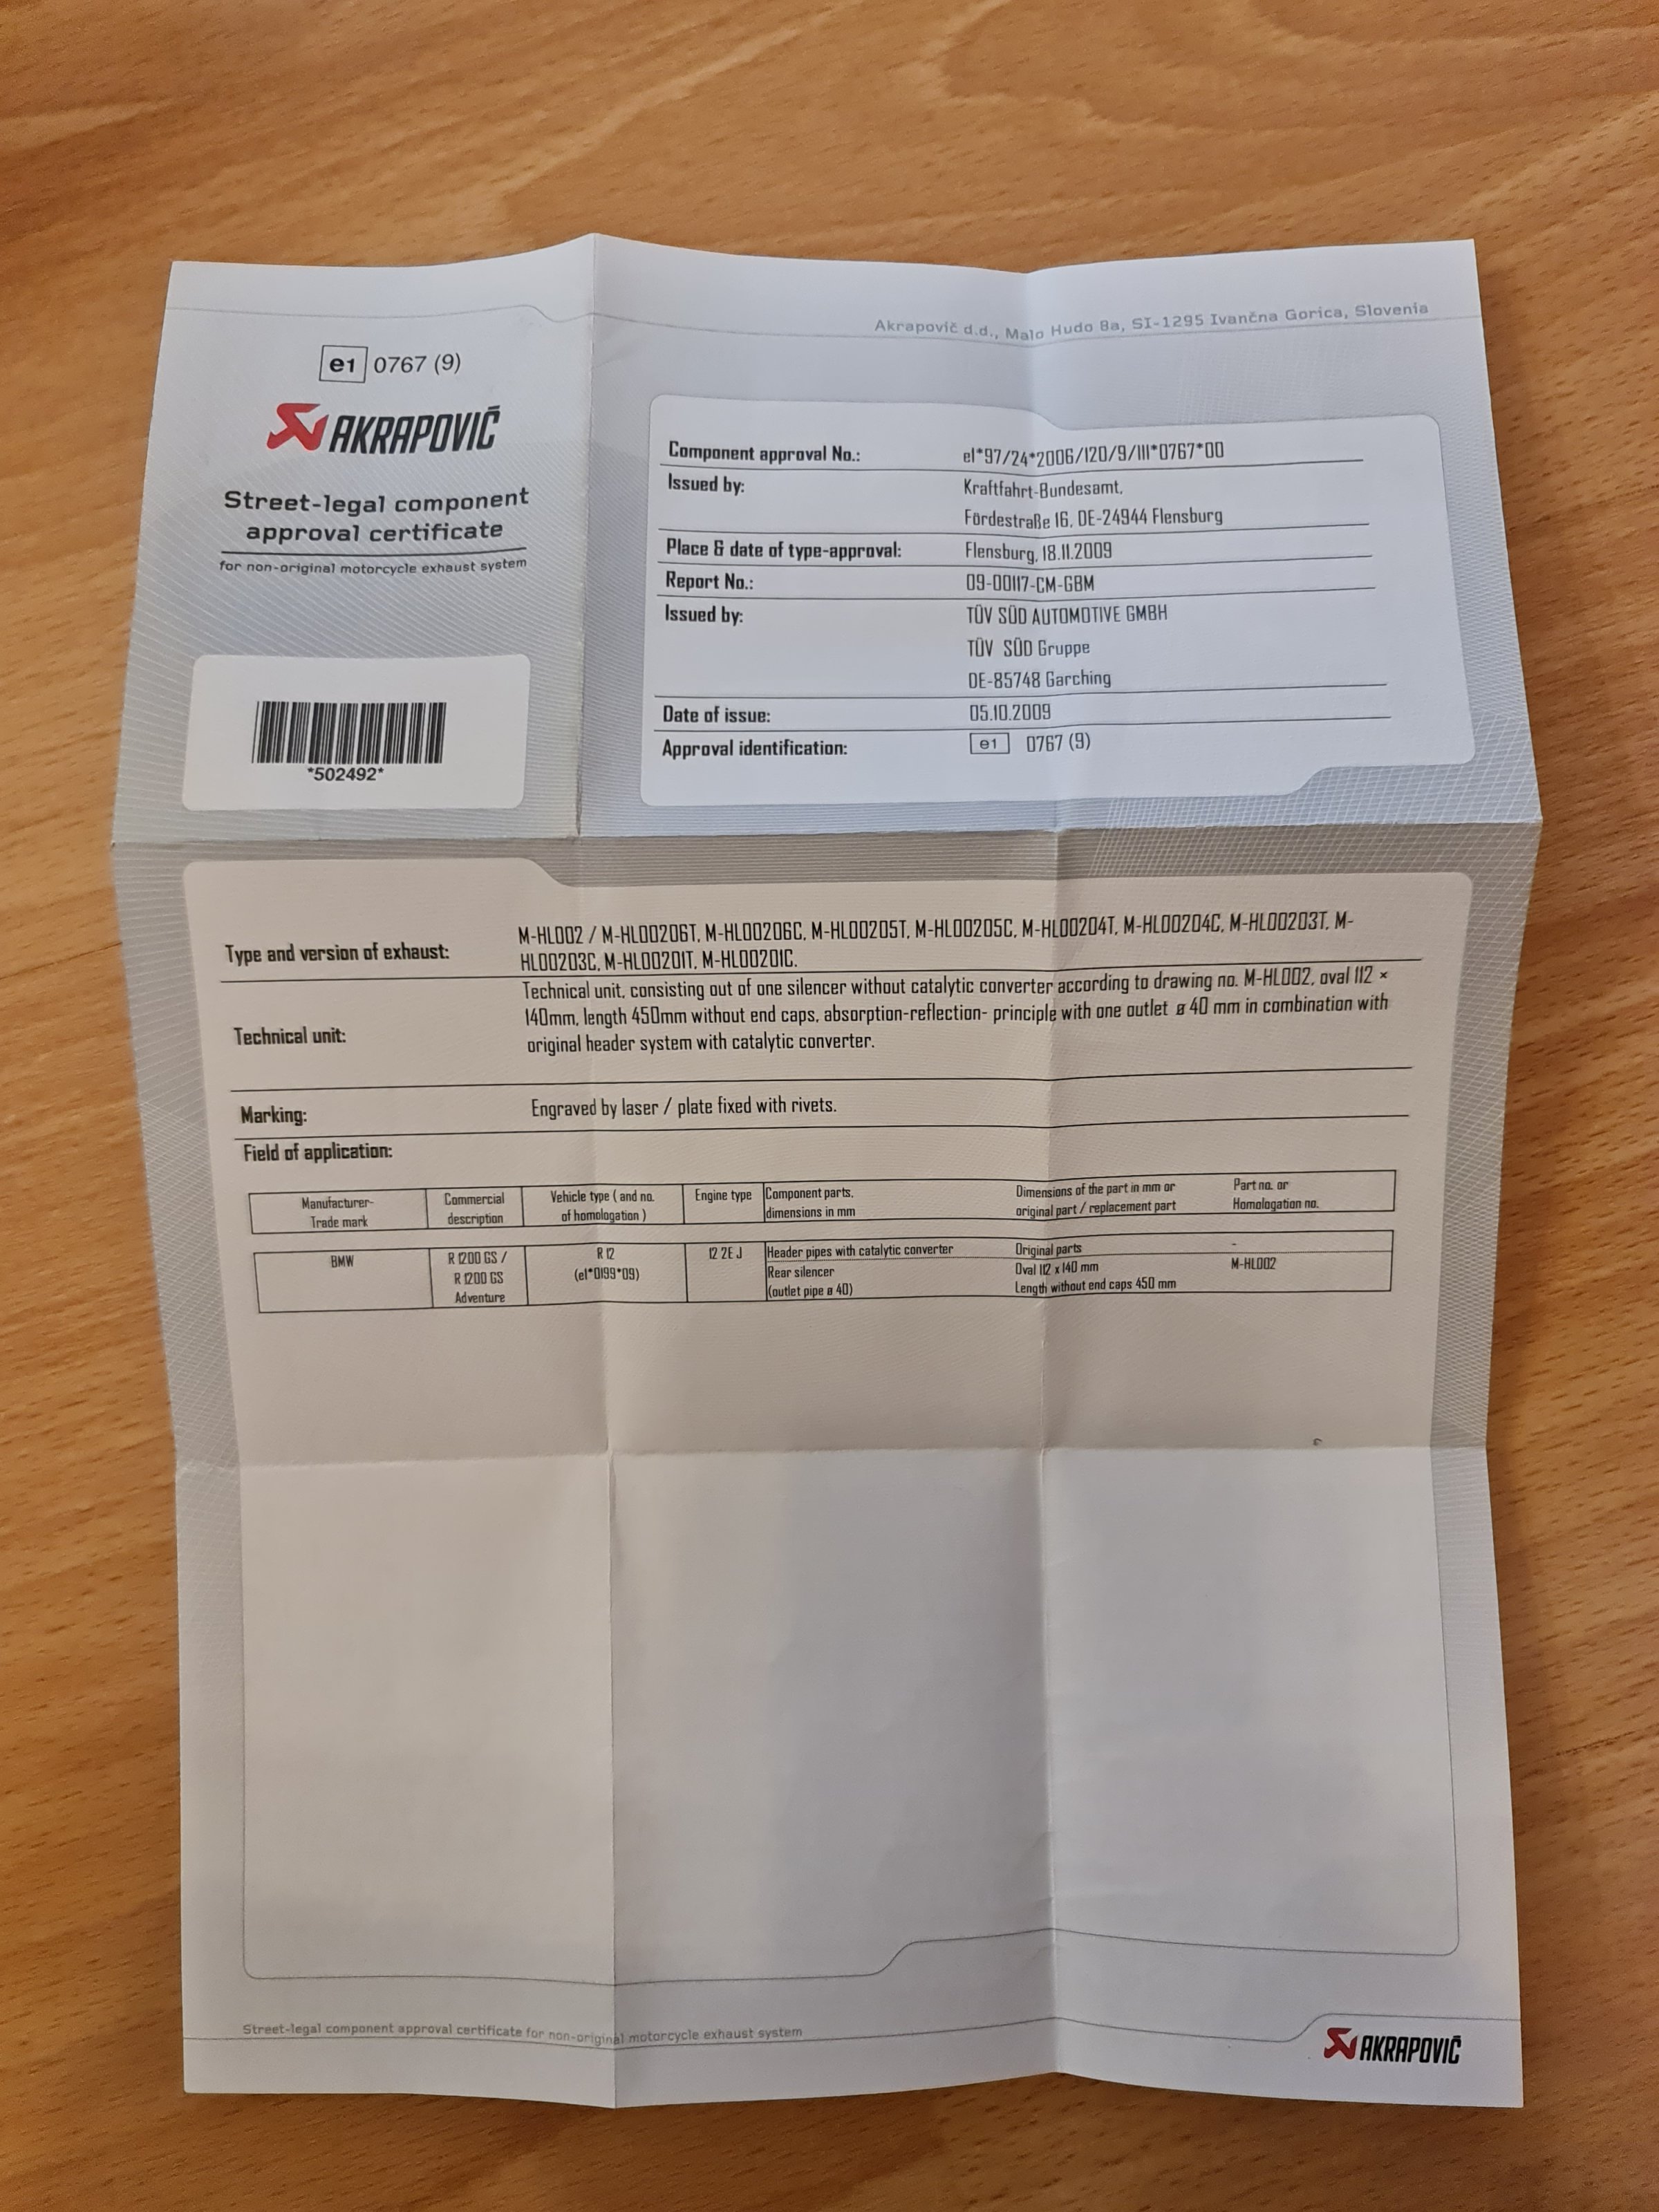 Akrapovič d.d., Malo Hudo 8a, SI-1295 Ivančna Gorica, Slovenia
e1 0767 (9)
AKRAPOVIČ
Street-legal component
approval certificate
for non-original motorcycle exhaust system
*502492*
Component approval No.: e1*97/24*2006/120/9/III*0767*00
Issued by: Kraftfahrt-Bundesamt,
Fördestraße 16, DE-24944 Flensburg
Place & date of type-approval: Flensburg, 18.11.2009
Report No.: 09-00117-CM-GBM
Issued by: TÜV SÜD AUTOMOTIVE GMBH
TÜV SÜD Gruppe
DE-85748 Garching
Date of issue: 05.10.2009
Approval identification: e1 0767 (9)
Type and version of exhaust: M-HL002 / M-HL00206T, M-HL00206C, M-HL00205T, M-HL00205C, M-HL00204T, M-HL00204C, M-HL00203T, M-
HL00203C, M-HL00201T, M-HL00201C.
Technical unit: Technical unit, consisting out of one silencer without catalytic converter according to drawing no. M-HL002, oval 112 ×
140mm, length 450mm without end caps, absorption-reflection- principle with one outlet ø 40 mm in combination with
original header system with catalytic converter.
Marking: Engraved by laser / plate fixed with rivets.
Field of application:
Manufacturer- Commercial Vehicle type ( and no. Engine type Component parts, Dimensions of the part in mm or Part no. or
Trade mark description of homologation ) dimensions in mm original part / replacement part Homologation no.
BMW R 1200 GS / R 12 12 2E J Header pipes with catalytic converter Original parts -
R 1200 GS (e1*0199*09) Rear silencer Oval 112 x 140 mm M-HL002
Adventure (outlet pipe ø 40) Length without end caps 450 mm
Street-legal component approval certificate for non-original motorcycle exhaust system
AKRAPOVIČ